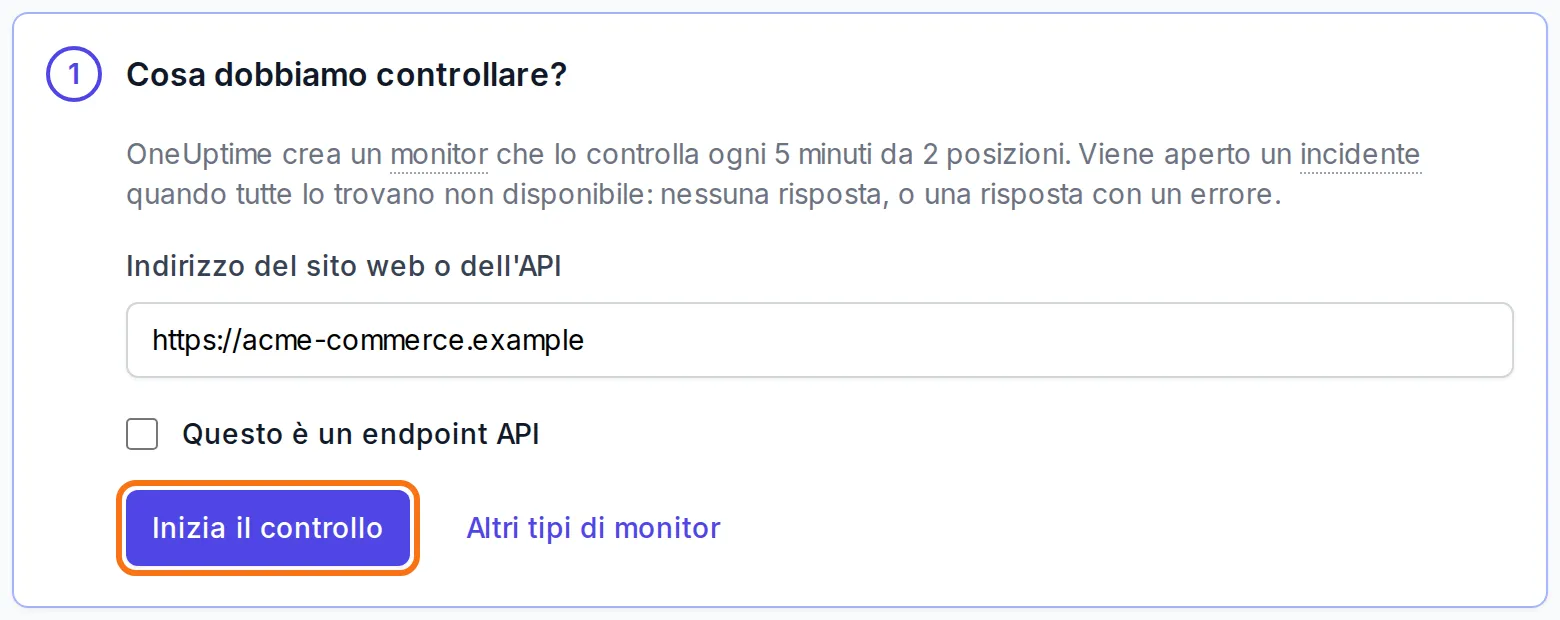 1
Cosa dobbiamo controllare?
OneUptime crea un monitor che lo controlla ogni 5 minuti da 2 posizioni. Viene aperto un incidente
quando tutte lo trovano non disponibile: nessuna risposta, o una risposta con un errore.
Indirizzo del sito web o dell'API
https://acme-commerce.example
Questo è un endpoint API
Inizia il controllo
Altri tipi di monitor